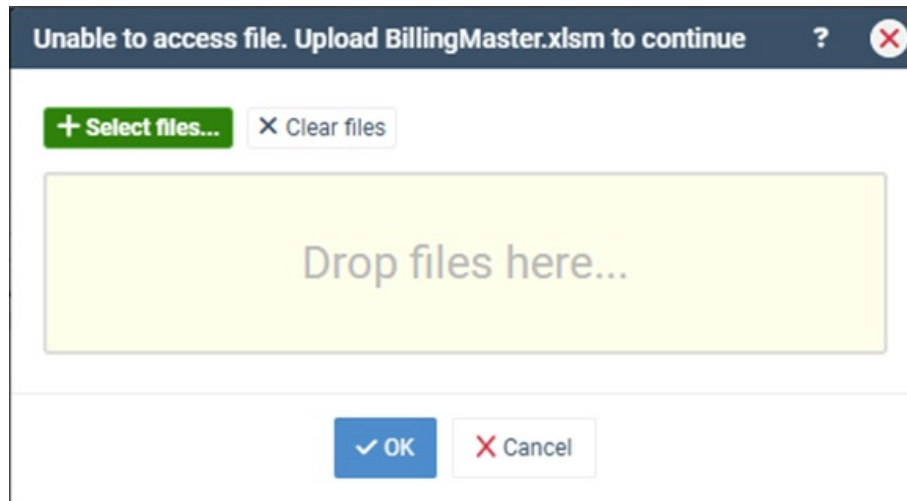 Unable to access file. Upload BillingMaster.xlsm to continue ?
+ Select files... X Clear files
Drop files here...
OK Cancel